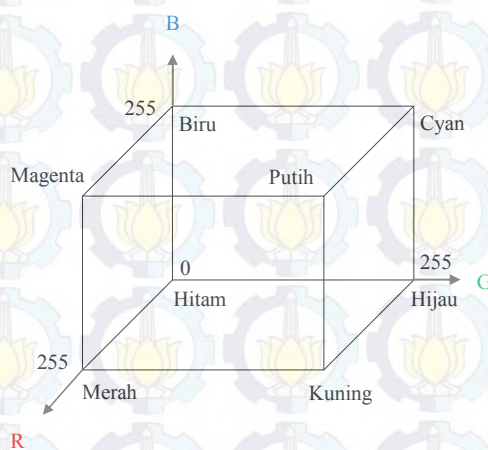 B
255
Biru
Cyan
Magenta
Putih
0
255
G
Hitam
Hijau
255
Merah
Kuning
R